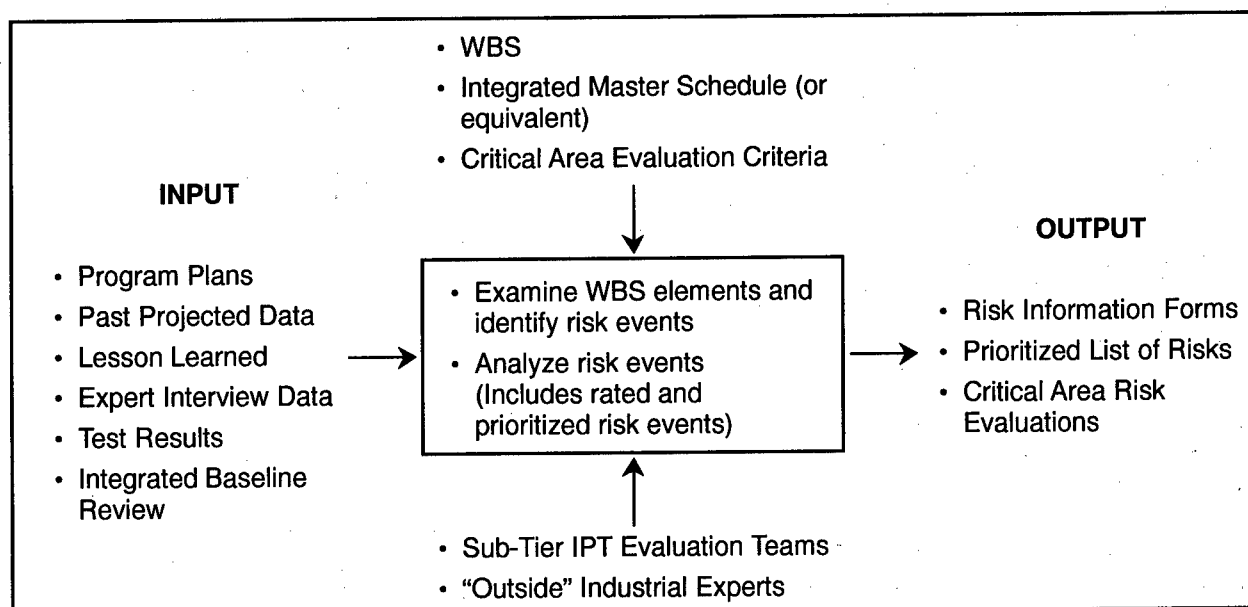 • WBS
• Integrated Master Schedule (or
equivalent)
• Critical Area Evaluation Criteria
INPUT
• Program Plans
• Past Projected Data
• Lesson Learned
• Expert Interview Data
• Test Results
• Integrated Baseline
Review
• Examine WBS elements and
identify risk events
• Analyze risk events
(Includes rated and
prioritized risk events)
OUTPUT
• Risk Information Forms
• Prioritized List of Risks
• Critical Area Risk
Evaluations
• Sub-Tier IPT Evaluation Teams
• “Outside” Industrial Experts